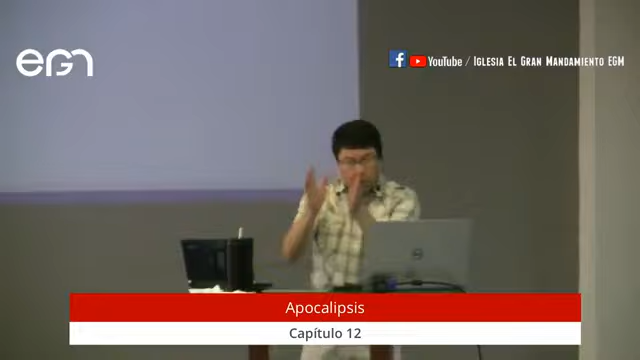 EGM
YouTube / Iglesia El Gran Mandamiento EGM
Apocalipsis
Capítulo 12